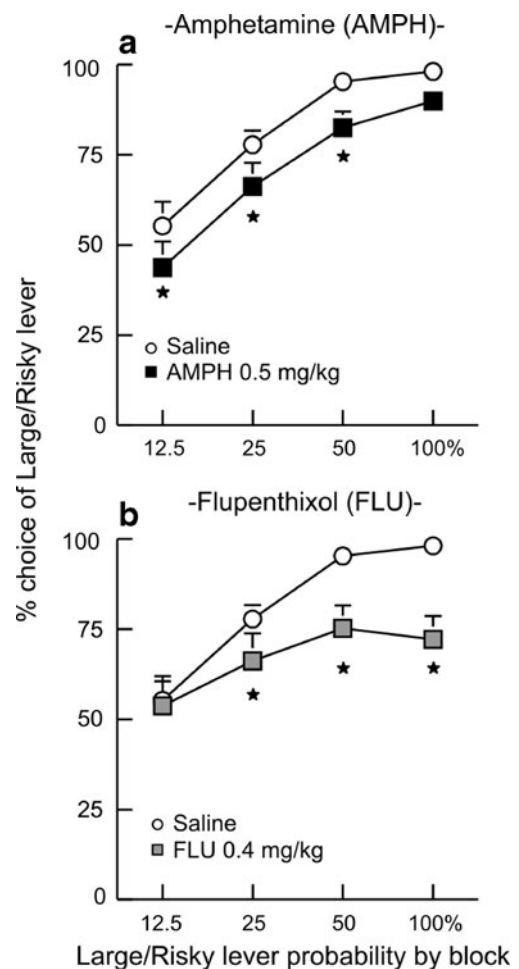 a
-Amphetamine (AMPH)-
100
75
50
25
0
Saline
AMPH 0.5 mg/kg
12.5 25 50 100%
% choice of Large/Risky lever
b
-Flupenthixol (FLU)-
100
75
50
25
0
Saline
FLU 0.4 mg/kg
12.5 25 50 100%
Large/Risky lever probability by block